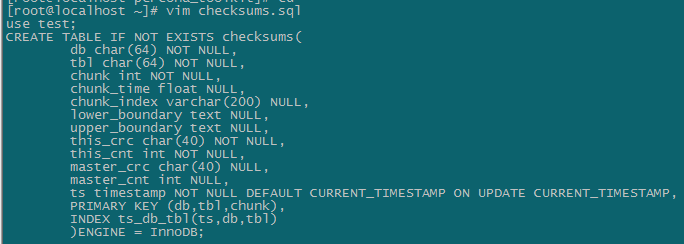 [root@localhost ~]# vim checksums.sql
use test;
CREATE TABLE IF NOT EXISTS checksums(
db char(64) NOT NULL,
tbl char(64) NOT NULL,
chunk int NOT NULL,
chunk_time float NULL,
chunk_index varchar(200) NULL,
lower_boundary text NULL,
upper_boundary text NULL,
this_crc char(40) NOT NULL,
this_cnt int NOT NULL,
master_crc char(40) NULL,
master_cnt int NULL,
ts timestamp NOT NULL DEFAULT CURRENT_TIMESTAMP ON UPDATE CURRENT_TIMESTAMP,
PRIMARY KEY (db,tbl,chunk),
INDEX ts_db_tbl(ts,db,tbl)
)ENGINE = InnoDB;